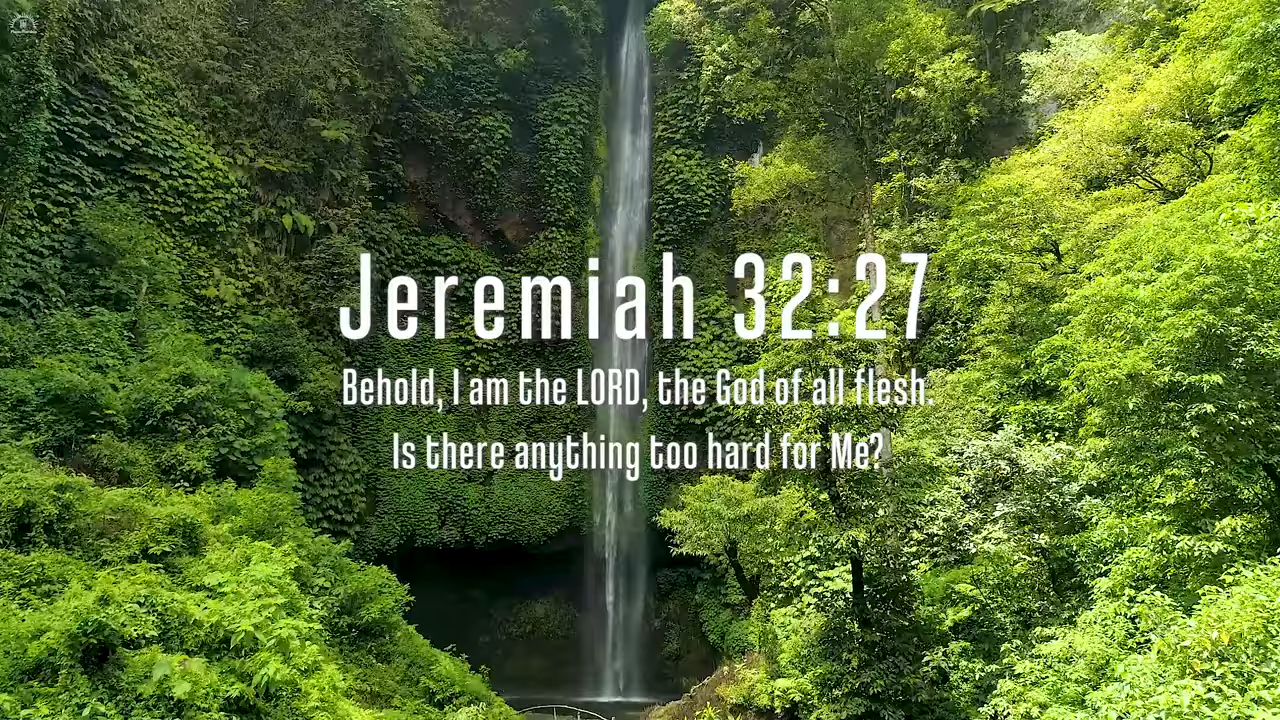 Jeremiah 32:27
Behold, I am the LORD, the God of all flesh.
Is there anything too hard for Me?